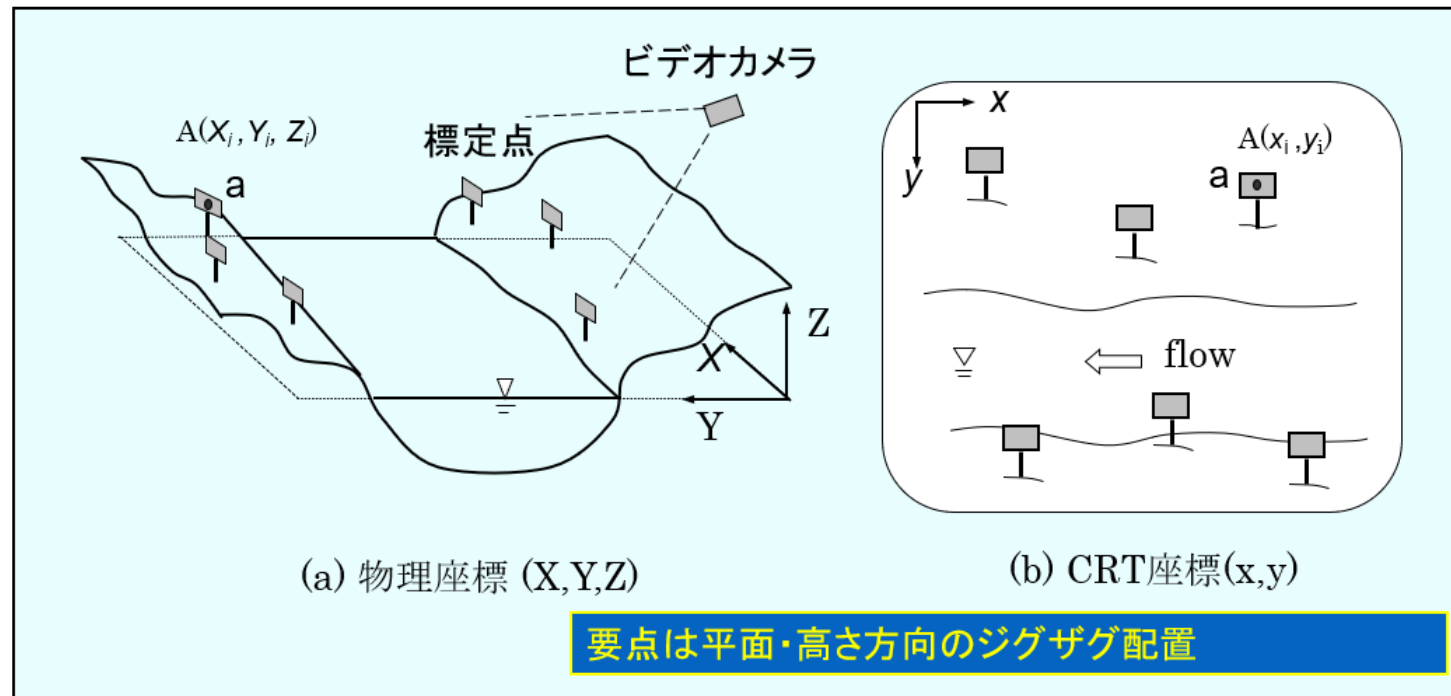 ビデオカメラ
A(Xi, Yi, Zi)
標定点
a
Z
X
Y
(a) 物理座標 (X,Y,Z)
x
y
A(xi,yi)
a
flow
(b) CRT座標(x,y)
要点は平面・高さ方向のジグザグ配置